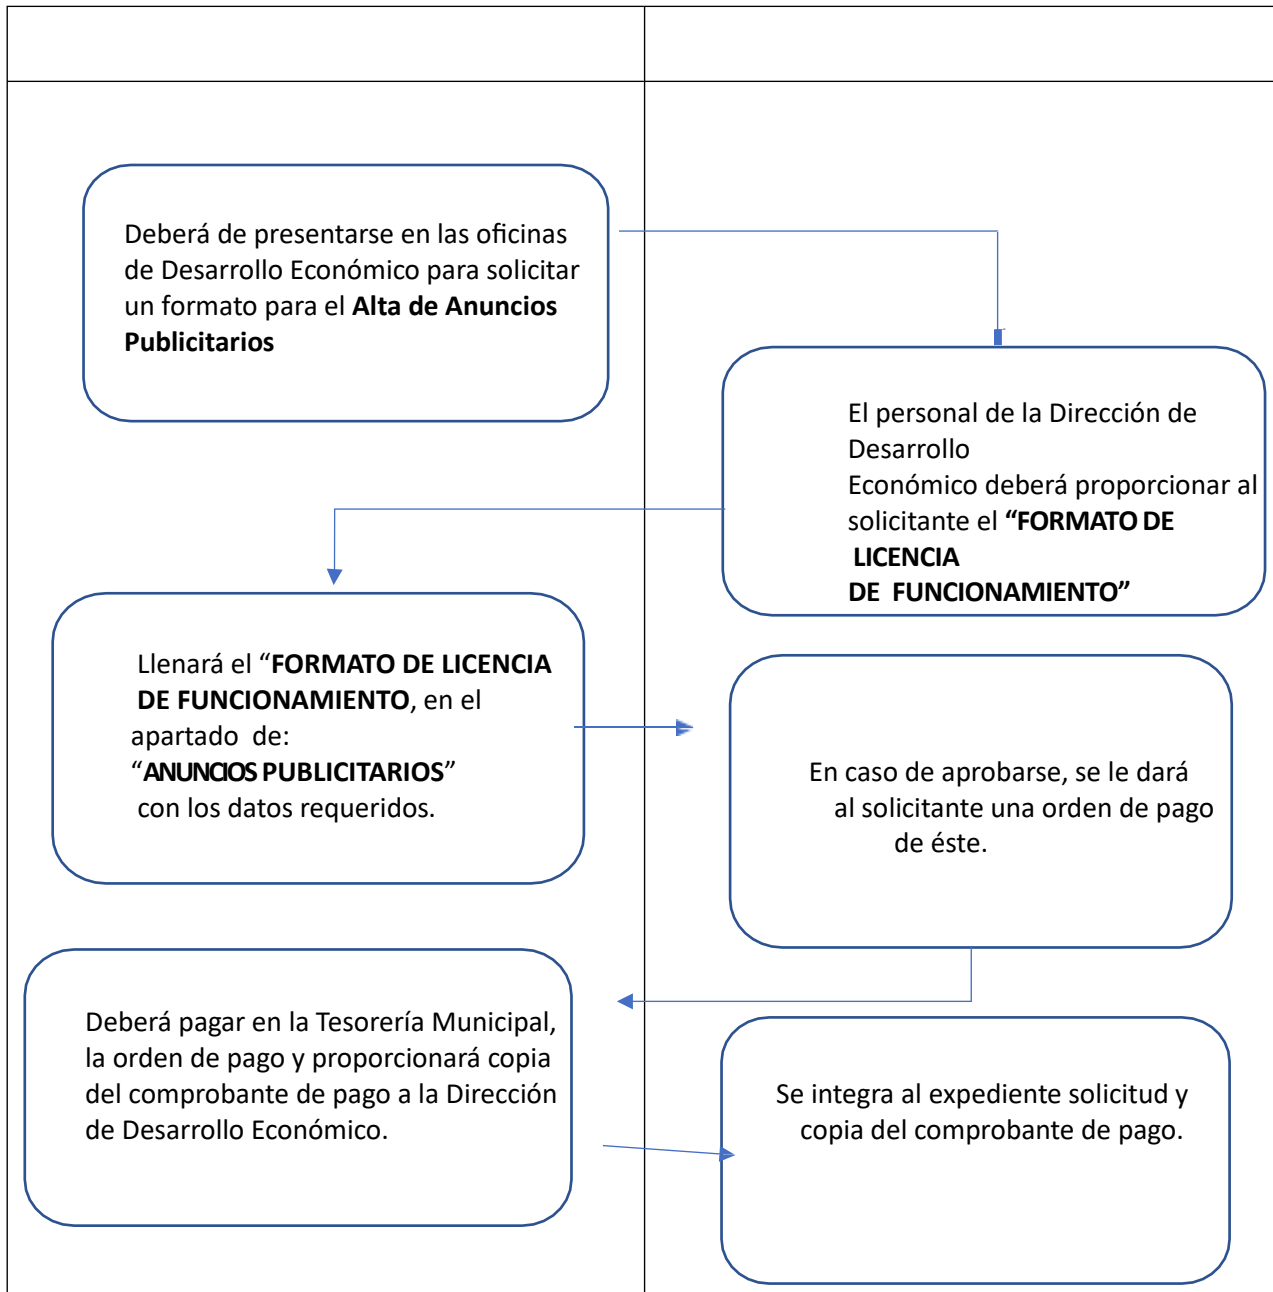 Deberá de presentarse en las oficinas
de Desarrollo Económico para solicitar
un formato para el Alta de Anuncios
Publicitarios
El personal de la Dirección de
Desarrollo
Económico deberá proporcionar al
solicitante el “FORMATO DE
LICENCIA
DE FUNCIONAMIENTO”
Llenará el “FORMATO DE LICENCIA
DE FUNCIONAMIENTO, en el
apartado de:
“ANUNCIOS PUBLICITARIOS”
con los datos requeridos.
En caso de aprobarse, se le dará
al solicitante una orden de pago
de éste.
Deberá pagar en la Tesorería Municipal,
la orden de pago y proporcionará copia
del comprobante de pago a la Dirección
de Desarrollo Económico.
Se integra al expediente solicitud y
copia del comprobante de pago.